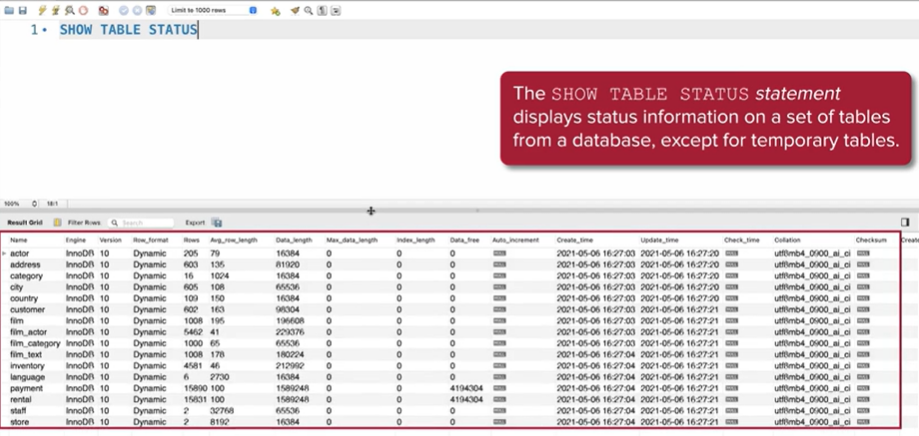 Limit to 1000 rows
1 SHOW TABLE STATUS
The SHOW TABLE STATUS statement
displays status information on a set of tables
from a database, except for temporary tables.
100% 18:1
Result Grid Filter Rows: Search Export:
Name Engine Version Row_format Rows Avg_row_length Data_length Max_data_length Index_length Data_free Auto_increment Create_time Update_time Check_time Collation Checksum
actor InnoDB 10 Dynamic 205 79 16384 0 0 0 2021-05-06 16:27:03 2021-05-06 16:27:20 utf8mb4_0900_ai_ci
address InnoDB 10 Dynamic 603 135 81920 0 0 0 2021-05-06 16:27:03 2021-05-06 16:27:20 utf8mb4_0900_ai_ci
category InnoDB 10 Dynamic 16 1024 16384 0 0 0 2021-05-06 16:27:03 2021-05-06 16:27:20 utf8mb4_0900_ai_ci
city InnoDB 10 Dynamic 605 108 65536 0 0 0 2021-05-06 16:27:03 2021-05-06 16:27:20 utf8mb4_0900_ai_ci
country InnoDB 10 Dynamic 109 150 16384 0 0 0 2021-05-06 16:27:03 2021-05-06 16:27:20 utf8mb4_0900_ai_ci
customer InnoDB 10 Dynamic 602 163 98304 0 0 0 2021-05-06 16:27:03 2021-05-06 16:27:20 utf8mb4_0900_ai_ci
film InnoDB 10 Dynamic 1008 195 196608 0 0 0 2021-05-06 16:27:03 2021-05-06 16:27:21 utf8mb4_0900_ai_ci
film_actor InnoDB 10 Dynamic 5462 41 229376 0 0 0 2021-05-06 16:27:03 2021-05-06 16:27:21 utf8mb4_0900_ai_ci
film_category InnoDB 10 Dynamic 1000 65 65536 0 0 0 2021-05-06 16:27:03 2021-05-06 16:27:21 utf8mb4_0900_ai_ci
film_text InnoDB 10 Dynamic 1008 178 180224 0 0 0 2021-05-06 16:27:04 2021-05-06 16:27:21 utf8mb4_0900_ai_ci
inventory InnoDB 10 Dynamic 4581 46 212992 0 0 0 2021-05-06 16:27:04 2021-05-06 16:27:21 utf8mb4_0900_ai_ci
language InnoDB 10 Dynamic 6 2730 16384 0 0 0 2021-05-06 16:27:04 2021-05-06 16:27:21 utf8mb4_0900_ai_ci
payment InnoDB 10 Dynamic 15890 100 1589248 0 0 4194304 2021-05-06 16:27:04 2021-05-06 16:27:21 utf8mb4_0900_ai_ci
rental InnoDB 10 Dynamic 15831 100 1589248 0 0 4194304 2021-05-06 16:27:04 2021-05-06 16:27:21 utf8mb4_0900_ai_ci
staff InnoDB 10 Dynamic 2 32768 65536 0 0 0 2021-05-06 16:27:04 2021-05-06 16:27:21 utf8mb4_0900_ai_ci
store InnoDB 10 Dynamic 2 8192 16384 0 0 0 2021-05-06 16:27:04 2021-05-06 16:27:21 utf8mb4_0900_ai_ci